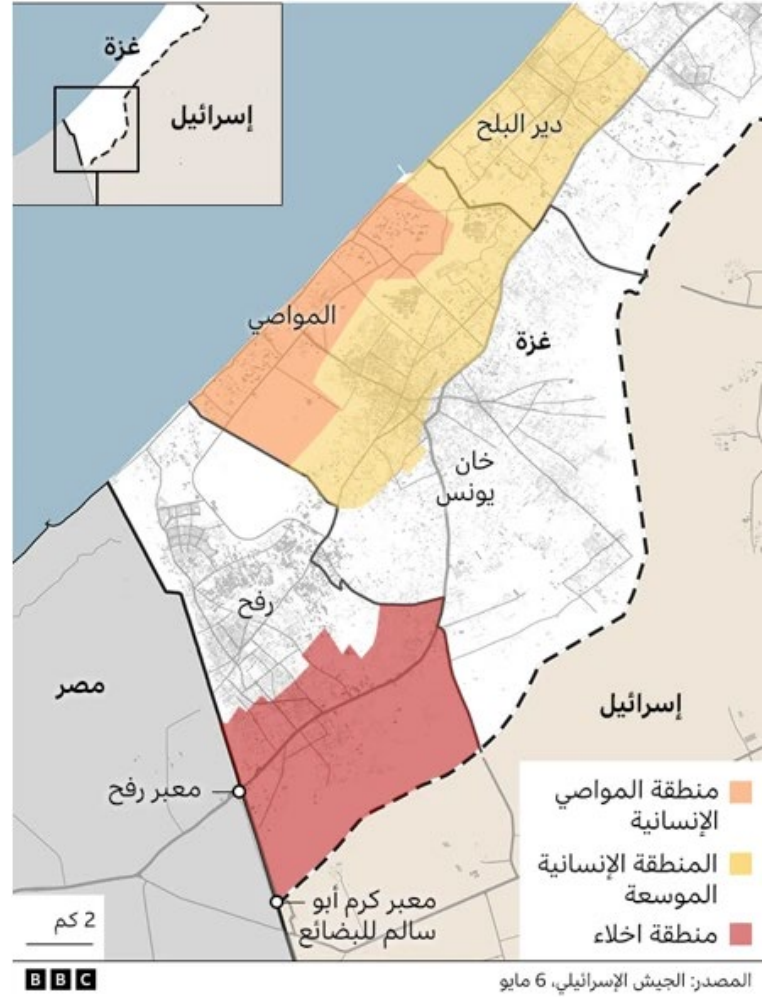 غزة
إسرائيل
دير البلح
المواصي
غزة
خان
يونس
رفح
مصر
إسرائيل
معبر رفح
معبر كرم أبو
سالم للبضائع
منطقة المواصي
الإنسانية
المنطقة الإنسانية
الموسعة
منطقة اخلاء
2 كم
المصدر: الجيش الإسرائيلي، 6 مايو
BBC